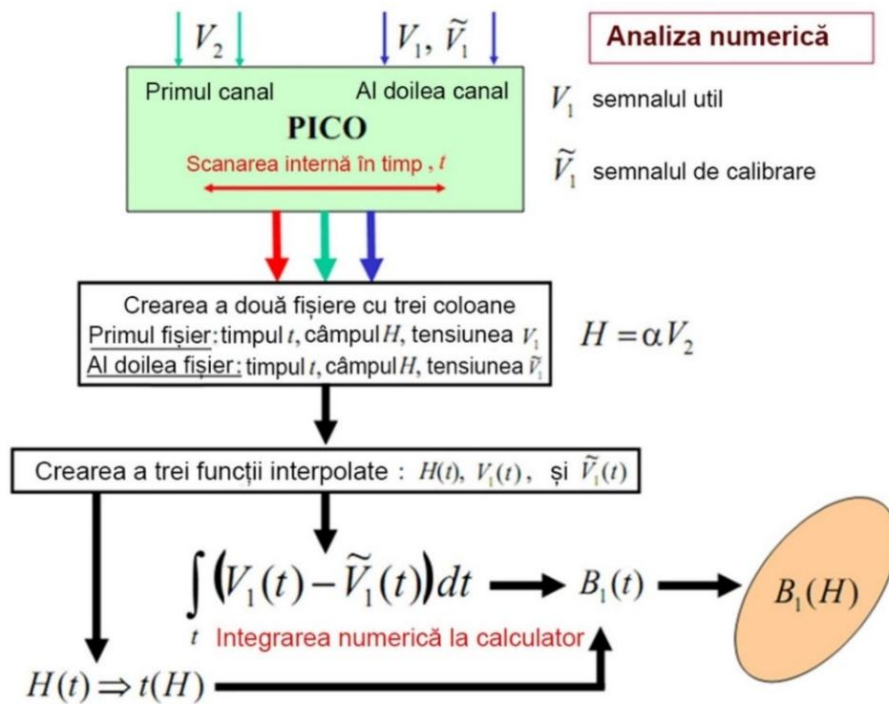 V₂
V₁, Ṽ₁
Analiza numerică
Primul canal
Al doilea canal
PICO
Scanarea internă în timp, t
V₁ semnalul util
Ṽ₁ semnalul de calibrare
Crearea a două fișiere cu trei coloane
Primul fișier: timpul t, câmpul H, tensiunea V₁
Al doilea fișier: timpul t, câmpul H, tensiunea Ṽ₁
H = αV₂
Crearea a trei funcții interpolate : H(t), V₁(t), și Ṽ₁(t)
∫ₜ (V₁(t) − Ṽ₁(t))dt
B₁(t)
B₁(H)
Integrarea numerică la calculator
H(t) ⇒ t(H)